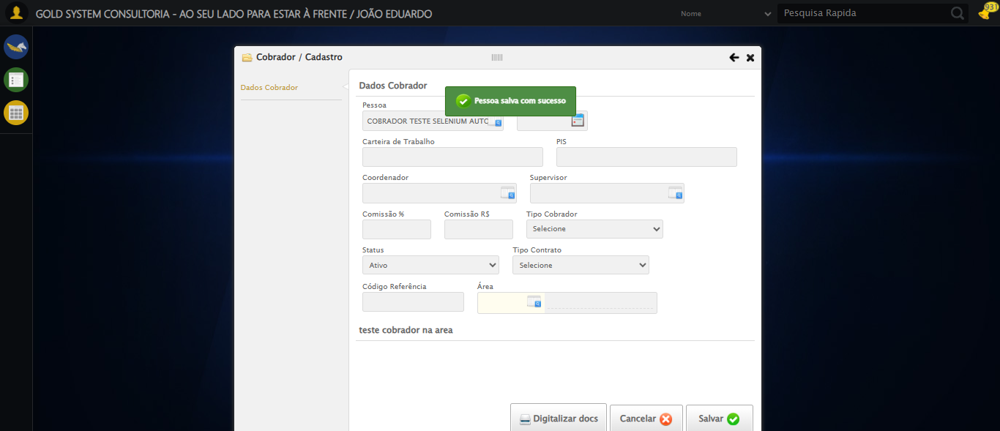 GOLD SYSTEM CONSULTORIA - AO SEU LADO PARA ESTAR À FRENTE / JOÃO EDUARDO
Nome
Pesquisa Rapida
931
Cobrador / Cadastro
Dados Cobrador
Dados Cobrador
Pessoa salva com sucesso
Pessoa
COBRADOR TESTE SELENIUM AUTO
Carteira de Trabalho PIS
Coordenador Supervisor
Comissão % Comissão R$ Tipo Cobrador
Selecione
Status Tipo Contrato
Ativo Selecione
Código Referência Área
teste cobrador na area
Digitalizar docs Cancelar Salvar